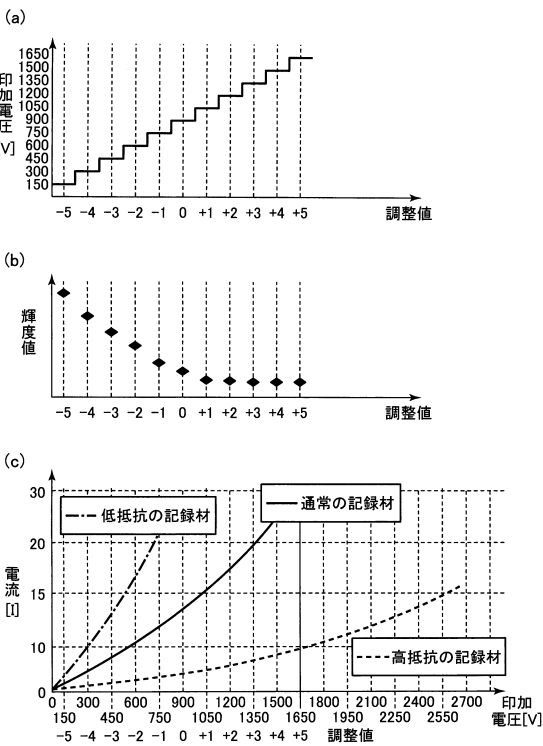 (a)
1650
1500
1350
1200
1050
900
750
600
450
300
150
印加電圧[V]
-5 -4 -3 -2 -1 0 +1 +2 +3 +4 +5 調整値
(b)
輝度値
-5 -4 -3 -2 -1 0 +1 +2 +3 +4 +5 調整値
(c)
30
20
15
10
0
電流[I]
低抵抗の記録材
通常の記録材
高抵抗の記録材
0 300 600 900 1200 1500 1800 2100 2400 2700 印加
150 450 750 1050 1350 1650 1950 2250 2550 電圧[V]
-5 -4 -3 -2 -1 0 +1 +2 +3 +4 +5 調整値